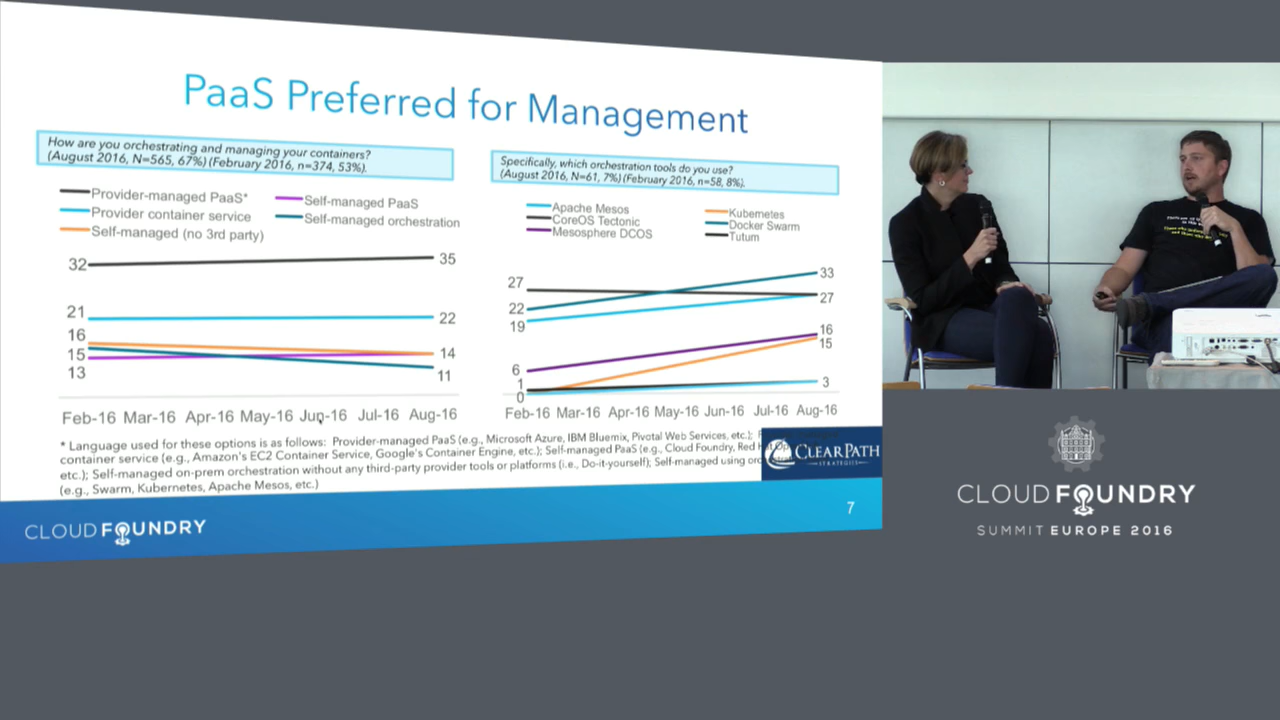 PaaS Preferred for Management
How are you orchestrating and managing your containers?
(August 2016, N=565, 67%) (February 2016, n=374, 53%).
Provider-managed PaaS*
Self-managed PaaS
Provider container service
Self-managed orchestration
Self-managed (no 3rd party)
32
35
21
22
16
15
14
13
11
Feb-16 Mar-16 Apr-16 May-16 Jun-16 Jul-16 Aug-16
Specifically, which orchestration tools do you use?
(August 2016, N=61, 7%) (February 2016, n=58, 8%).
Apache Mesos
Kubernetes
CoreOS Tectonic
Docker Swarm
Mesosphere DCOS
Tutum
27
33
22
27
19
16
15
6
1
3
0
Feb-16 Mar-16 Apr-16 May-16 Jun-16 Jul-16 Aug-16
* Language used for these options is as follows: Provider-managed PaaS (e.g., Microsoft Azure, IBM Bluemix, Pivotal Web Services, etc.);
container service (e.g., Amazon's EC2 Container Service, Google's Container Engine, etc.); Self-managed PaaS (e.g., Cloud Foundry, Red
etc.); Self-managed on-prem orchestration without any third-party provider tools or platforms (i.e., Do-it-yourself); Self-managed using
(e.g., Swarm, Kubernetes, Apache Mesos, etc.)
CLEARPATH
STRATEGIES
CLOUD FOUNDRY
7
CLOUD FOUNDRY
SUMMIT EUROPE 2016